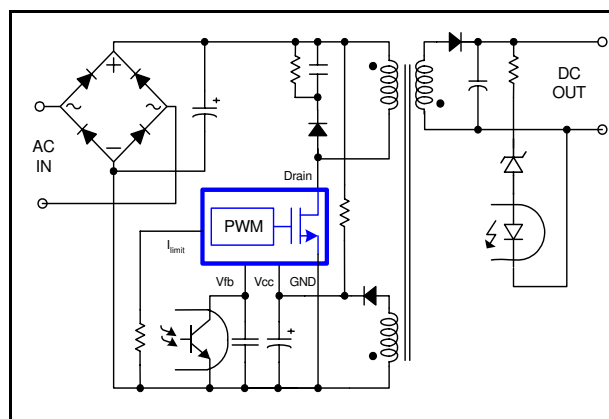 +
+
~
~
−
AC
IN
DC
OUT
Drain
PWM
Ilimit
Vfb
Vcc
GND
+